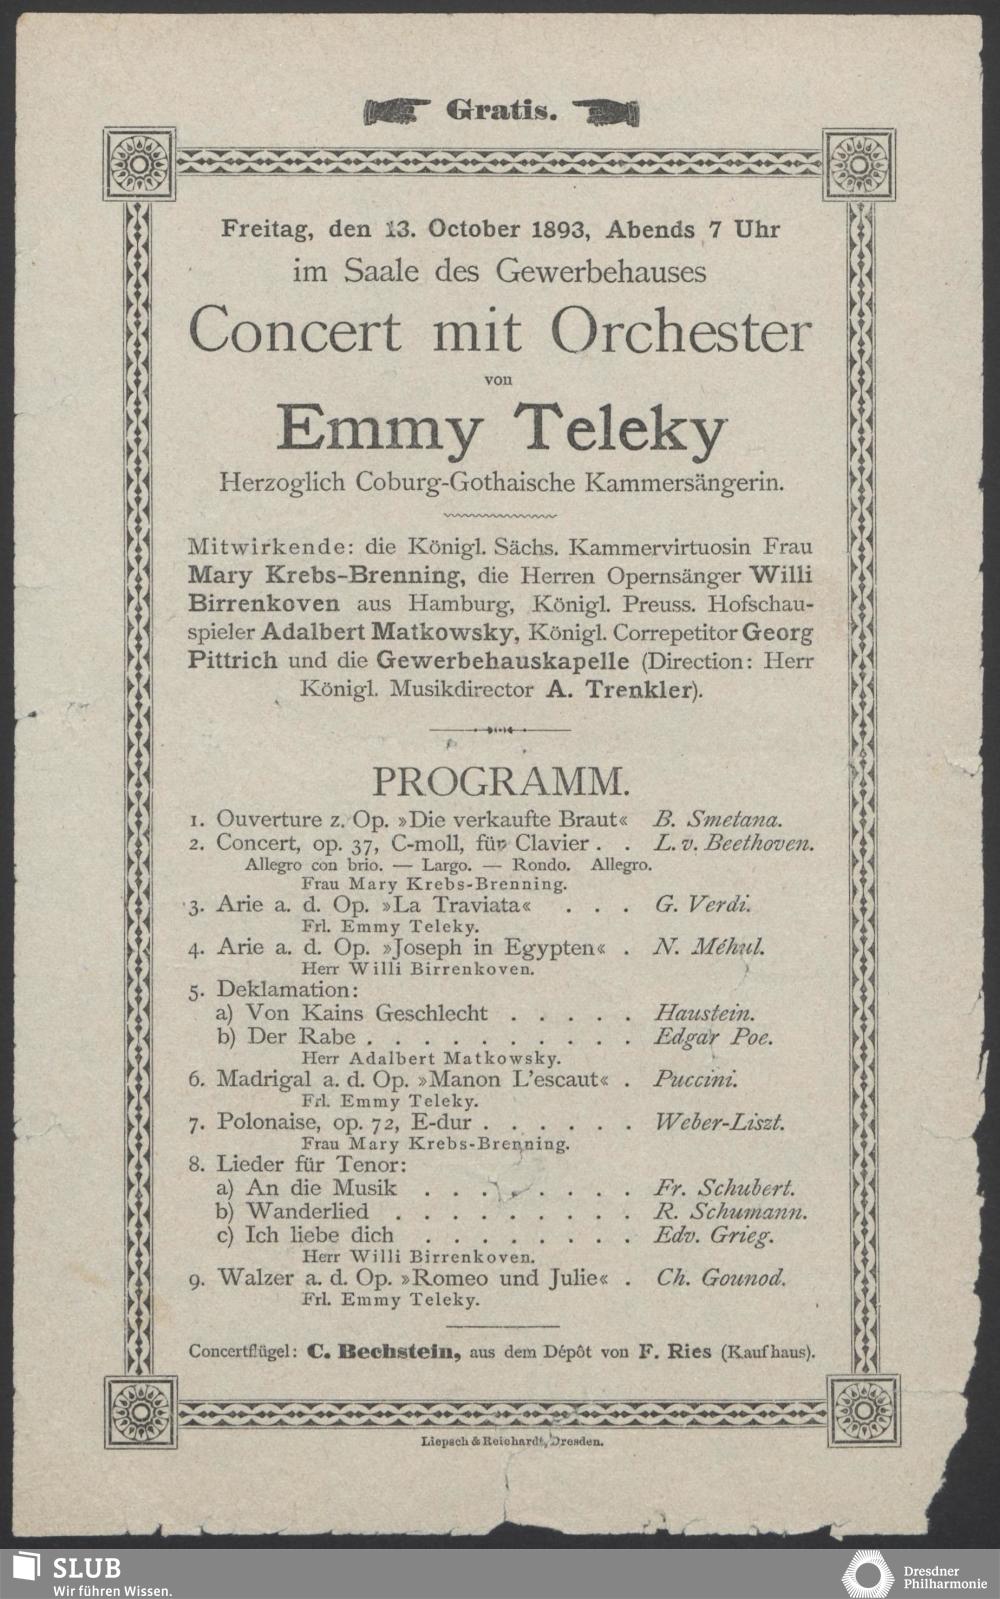 Gratis.
Freitag, den 13. October 1893, Abends 7 Uhr
im Saale des Gewerbehauses
Concert mit Orchester
von
Emmy Teleky
Herzoglich Coburg-Gothaische Kammersängerin.
Mitwirkende: die Königl. Sächs. Kammervirtuosin Frau
Mary Krebs-Brenning, die Herren Opernsänger Willi
Birrenkoven aus Hamburg, Königl. Preuss. Hofschau-
spieler Adalbert Matkowsky, Königl. Correpetitor Georg
Pittrich und die Gewerbehauskapelle (Direction: Herr
Königl. Musikdirector A. Trenkler).
PROGRAMM.
1. Ouverture z. Op. »Die verkaufte Braut« B. Smetana.
2. Concert, op. 37, C-moll, für Clavier . . L. v. Beethoven.
Allegro con brio. — Largo. — Rondo. Allegro.
Frau Mary Krebs-Brenning.
3. Arie a. d. Op. »La Traviata« . . . G. Verdi.
Frl. Emmy Teleky.
4. Arie a. d. Op. »Joseph in Egypten« . N. Méhul.
Herr Willi Birrenkoven.
5. Deklamation:
a) Von Kains Geschlecht . . . . . Haustein.
b) Der Rabe . . . . . . . . . . Edgar Poe.
Herr Adalbert Matkowsky.
6. Madrigal a. d. Op. »Manon L'escaut« . Puccini.
Frl. Emmy Teleky.
7. Polonaise, op. 72, E-dur . . . . . . Weber-Liszt.
Frau Mary Krebs-Brenning.
8. Lieder für Tenor:
a) An die Musik . . . . . . . . Fr. Schubert.
b) Wanderlied . . . . . . . . . R. Schumann.
c) Ich liebe dich . . . . . . . . Edv. Grieg.
Herr Willi Birrenkoven.
9. Walzer a. d. Op. »Romeo und Julie« . Ch. Gounod.
Frl. Emmy Teleky.
Concertflügel: C. Bechstein, aus dem Dépôt von F. Ries (Kaufhaus).
Liepsch & Reichardt, Dresden.
SLUB
Wir führen Wissen.
Dresdner
Philharmonie